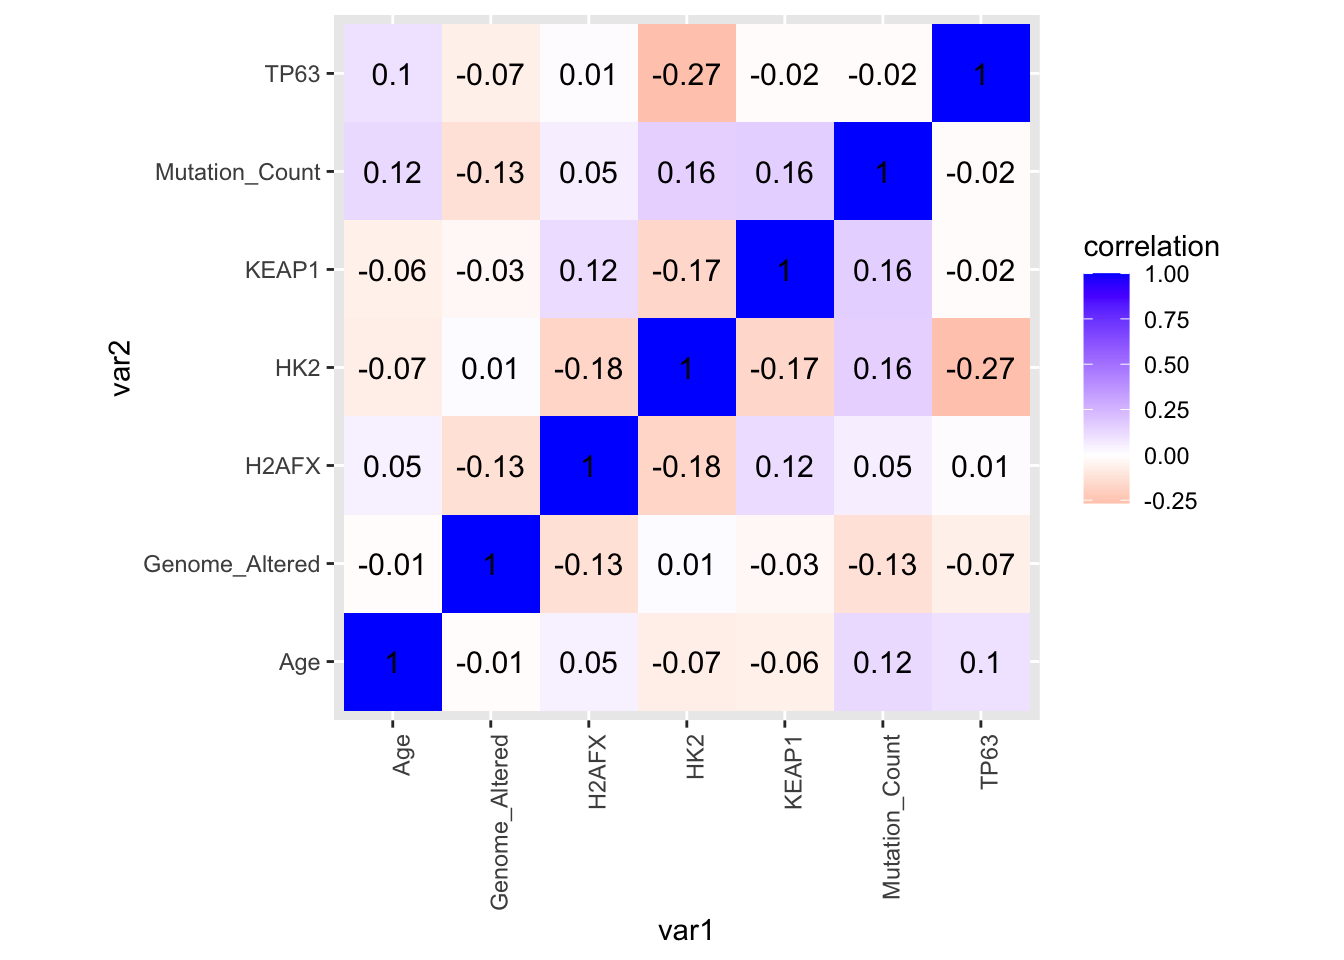 TP63 0.1 -0.07 0.01 -0.27 -0.02 -0.02 1
Mutation_Count 0.12 -0.13 0.05 0.16 0.16 1 -0.02
KEAP1 -0.06 -0.03 0.12 -0.17 1 0.16 -0.02
HK2 -0.07 0.01 -0.18 1 -0.17 0.16 -0.27
H2AFX 0.05 -0.13 1 -0.18 0.12 0.05 0.01
Genome_Altered -0.01 1 -0.13 0.01 -0.03 -0.13 -0.07
Age 1 -0.01 0.05 -0.07 -0.06 0.12 0.1
var2
Age
Genome_Altered
H2AFX
HK2
KEAP1
Mutation_Count
TP63
var1
correlation
1.00
0.75
0.50
0.25
0.00
-0.25